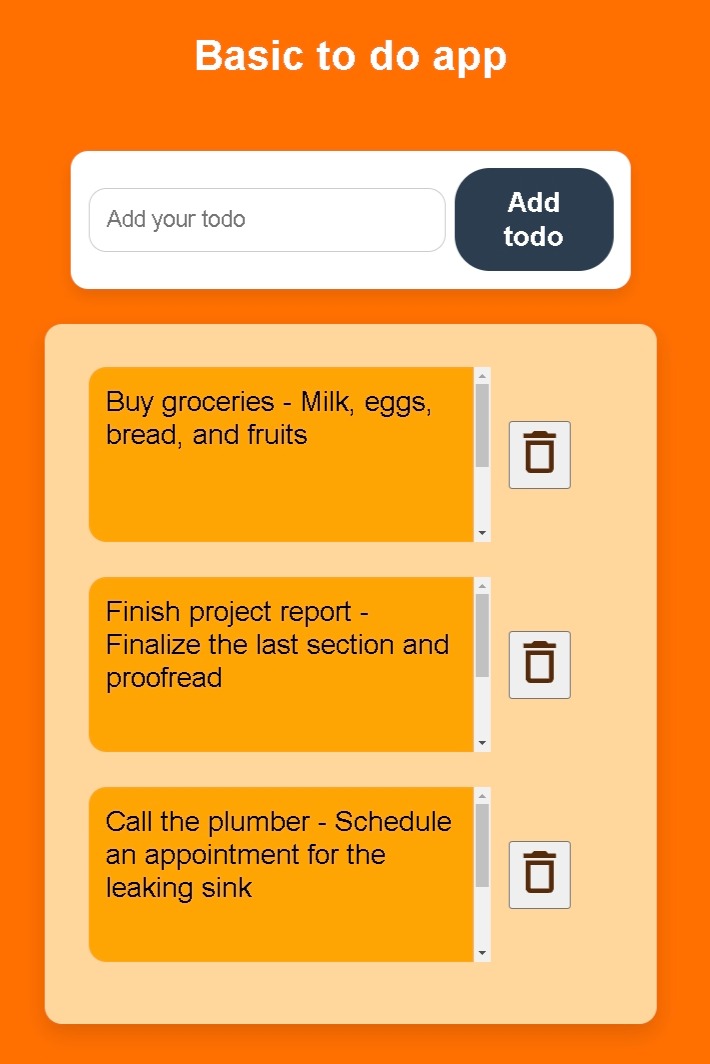 Basic to do app
Add your todo
Add
todo
Buy groceries - Milk, eggs,
bread, and fruits
Finish project report -
Finalize the last section and
proofread
Call the plumber - Schedule
an appointment for the
leaking sink